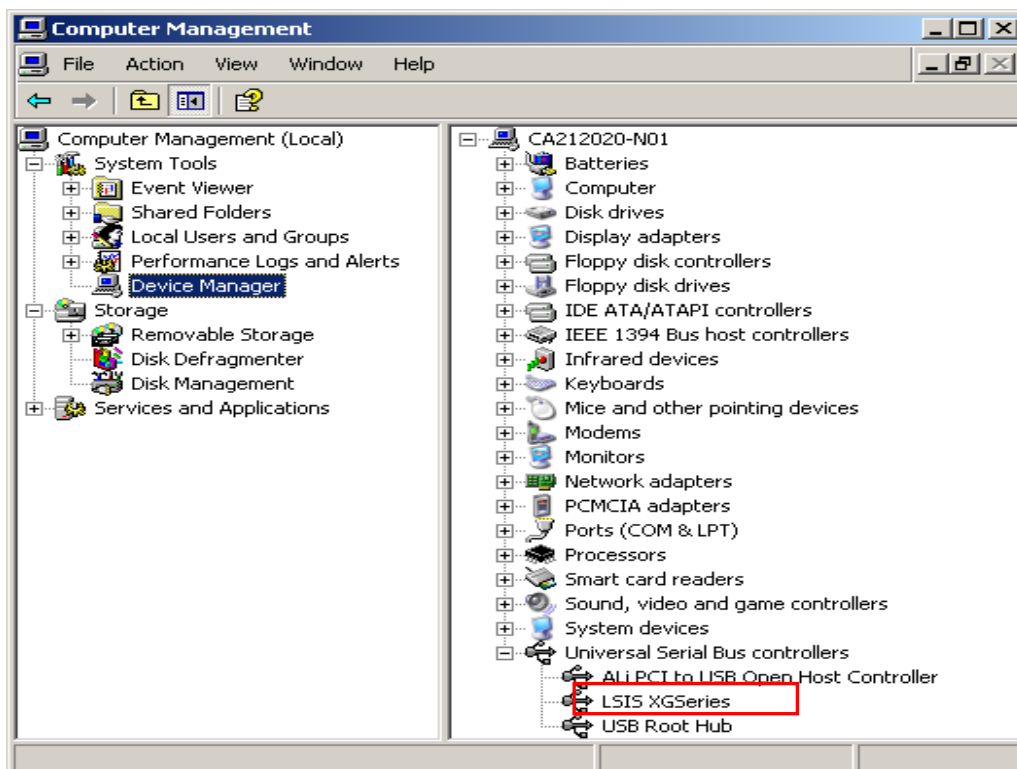 Computer Management
File Action View Window Help
Computer Management (Local)
System Tools
Event Viewer
Shared Folders
Local Users and Groups
Performance Logs and Alerts
Device Manager
Storage
Removable Storage
Disk Defragmenter
Disk Management
Services and Applications
CA212020-N01
Batteries
Computer
Disk drives
Display adapters
Floppy disk controllers
Floppy disk drives
IDE ATA/ATAPI controllers
IEEE 1394 Bus host controllers
Infrared devices
Keyboards
Mice and other pointing devices
Modems
Monitors
Network adapters
PCMCIA adapters
Ports (COM & LPT)
Processors
Smart card readers
Sound, video and game controllers
System devices
Universal Serial Bus controllers
ALi PCI to USB Open Host Controller
LSIS XGSeries
USB Root Hub